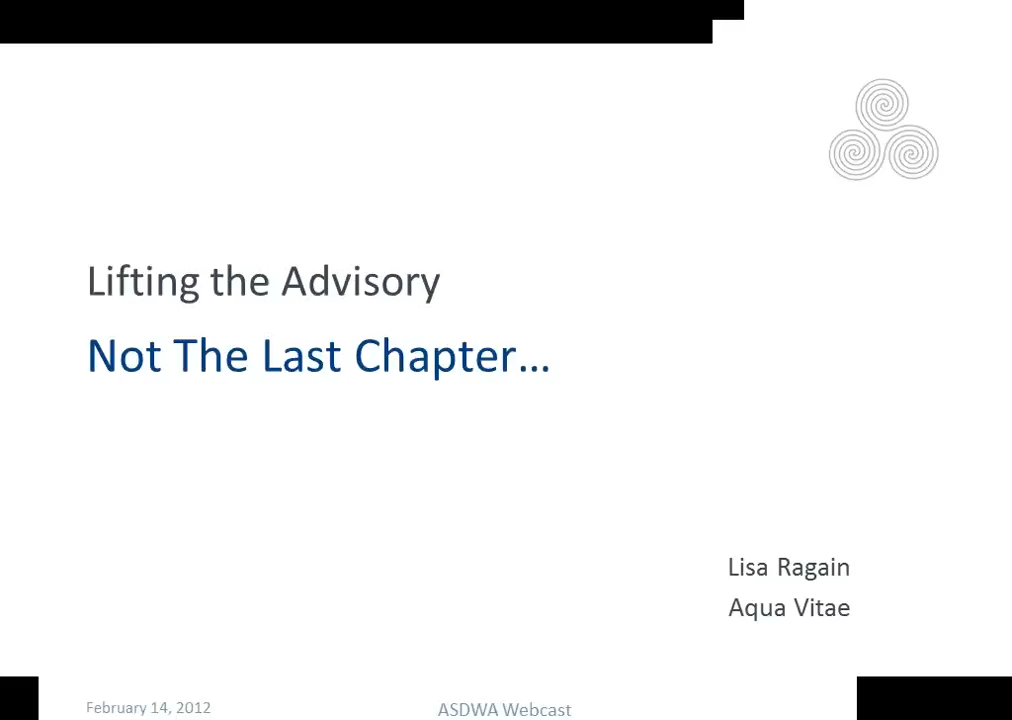 Lifting the Advisory
Not The Last Chapter…
Lisa Ragain
Aqua Vitae
February 14, 2012
ASDWA Webcast